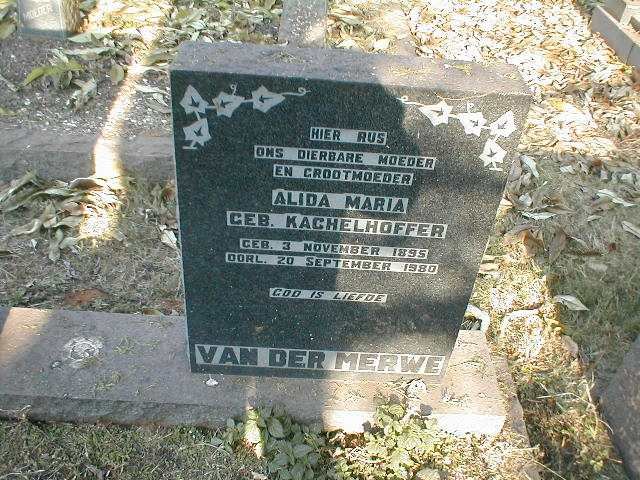 MOLDER
HIER RUS
ONS DIERBARE MOEDER
EN GROOTMOEDER
ALIDA MARIA
GEB. KACHELHOFFER
GEB. 3 NOVEMBER 1895
OORL. 20 SEPTEMBER 1980
GOD IS LIEFDE
VAN DER MERWE